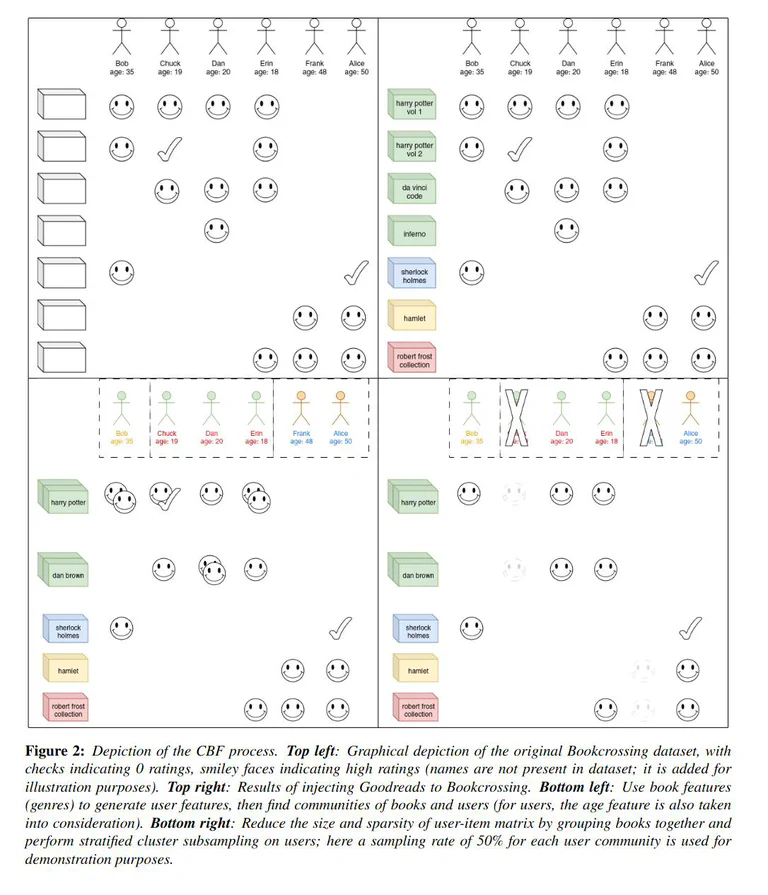 Bob Chuck Dan Erin Frank Alice
age: 35 age: 19 age: 20 age: 18 age: 48 age: 50
Bob Chuck Dan Erin Frank Alice
age: 35 age: 19 age: 20 age: 18 age: 48 age: 50
harry potter
vol 1
harry potter
vol 2
da vinci
code
inferno
sherlock
holmes
hamlet
robert frost
collection
Bob Chuck Dan Erin Frank Alice
age: 35 age: 19 age: 20 age: 18 age: 48 age: 50
harry potter
dan brown
sherlock
holmes
hamlet
robert frost
collection
Bob Dan Erin Alice
age: 35 age: 20 age: 18 age: 50
harry potter
dan brown
sherlock
holmes
hamlet
robert frost
collection
Figure 2: Depiction of the CBF process. Top left: Graphical depiction of the original Bookcrossing dataset, with
checks indicating 0 ratings, smiley faces indicating high ratings (names are not present in dataset; it is added for
illustration purposes). Top right: Results of injecting Goodreads to Bookcrossing. Bottom left: Use book features
(genres) to generate user features, then find communities of books and users (for users, the age feature is also taken
into consideration). Bottom right: Reduce the size and sparsity of user-item matrix by grouping books together and
perform stratified cluster subsampling on users; here a sampling rate of 50% for each user community is used for
demonstration purposes.